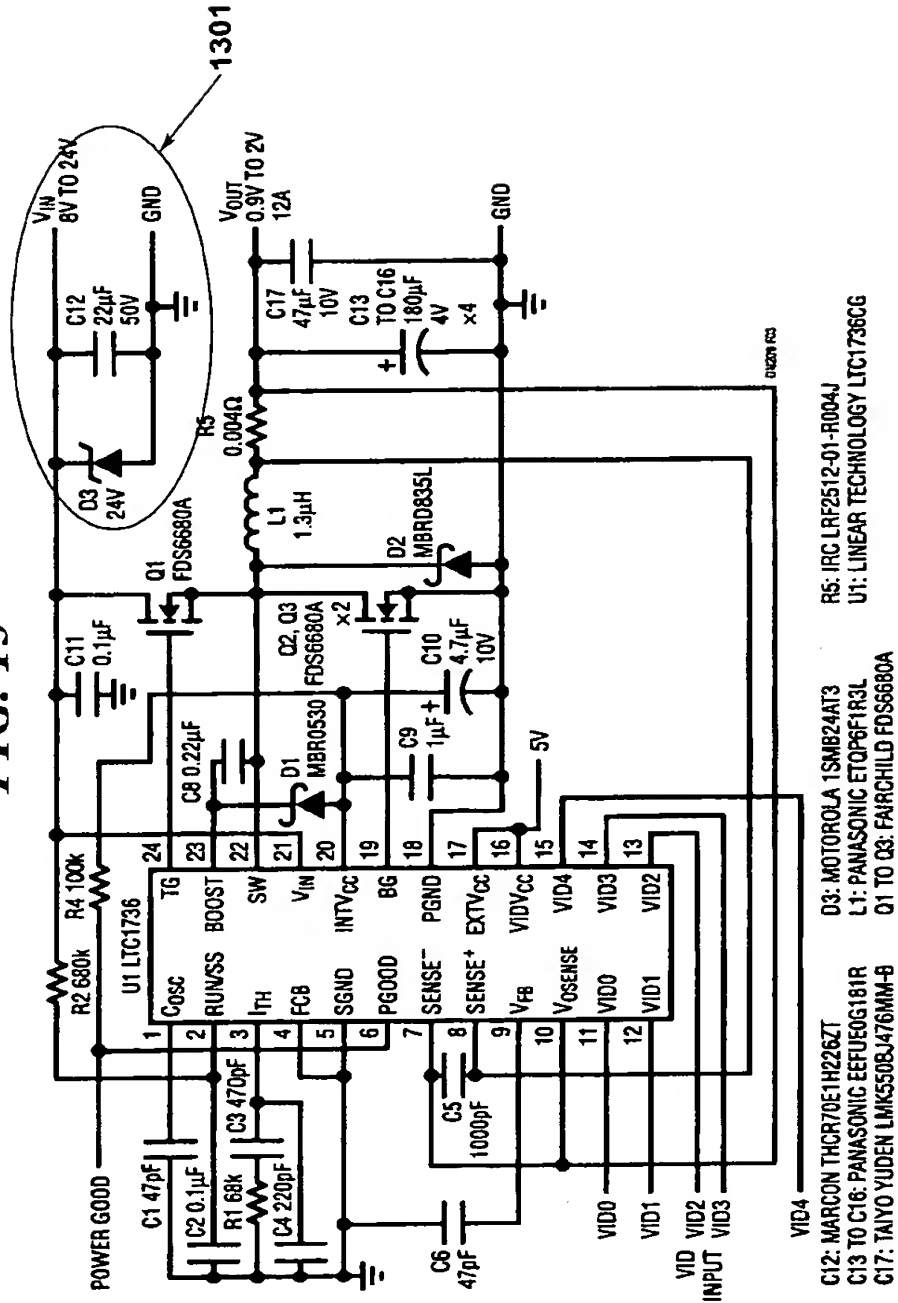 FIG. 13
1301
VIN
8V TO 24V
GND
C12
22µF
50V
D3
24V
Q1
FDS6680A
C11
0.1µF
VOUT
0.9V TO 2V
12A
R5
0.004Ω
L1
1.3µH
C17
47µF
10V
C13
TO C16
180µF
4V
×4
+
GND
D2
MBRD835L
Q2, Q3
FDS6680A
×2
C8 0.22µF
D1
MBR0530
C9
1µF
+
C10
4.7µF
10V
5V
POWER GOOD
R2 680k
R4 100k
U1 LTC1736
1 COSC
2 RUN/SS
3 ITH
4 FCB
5 SGND
6 PGOOD
7 SENSE−
8 SENSE+
9 VFB
10 VOSENSE
11 VID0
12 VID1
TG 24
BOOST 23
SW 22
VIN 21
INTVCC 20
BG 19
PGND 18
EXTVCC 17
VIDVCC 16
VID4 15
VID3 14
VID2 13
C1 47pF
C2 0.1µF
R1 68k
C3 470pF
C4 220pF
C6
47pF
C5
1000pF
VID0
VID1
VID2
VID3
VID
INPUT
VID4
DN209 F03
C12: MARCON THCR70E1H226ZT
C13 TO C16: PANASONIC EEFUE0G181R
C17: TAIYO YUDEN LMK550BJ476MM-B
D3: MOTOROLA 1SMB24AT3
L1: PANASONIC ETQP6F1R3L
Q1 TO Q3: FAIRCHILD FDS6680A
R5: IRC LRF2512-01-R004J
U1: LINEAR TECHNOLOGY LTC1736CG